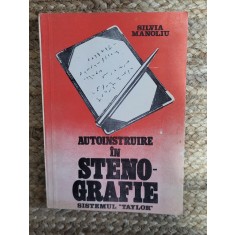 SILVIA
MANOLIU
AUTOINSTRUIRE
ÎN
STENO-
GRAFIE
SISTEMUL "TAYLOR"